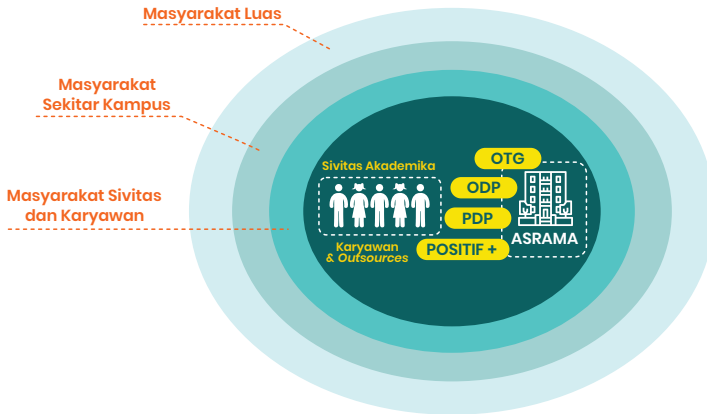 Masyarakat Luas
Masyarakat
Sekitar Kampus
Masyarakat Sivitas
dan Karyawan
Sivitas Akademika
Karyawan
& Outsources
OTG
ODP
PDP
POSITIF +
ASRAMA